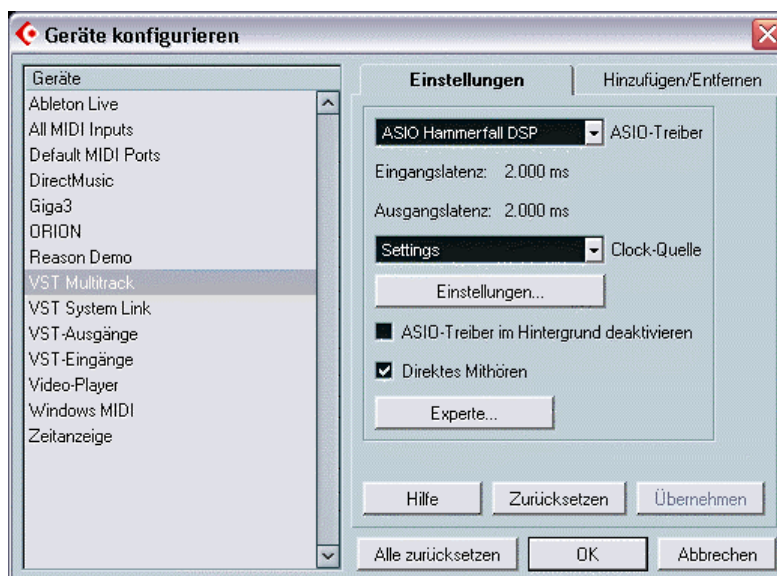 Geräte konfigurieren
Geräte
Ableton Live
All MIDI Inputs
Default MIDI Ports
DirectMusic
Giga3
ORION
Reason Demo
VST Multitrack
VST System Link
VST-Ausgänge
VST-Eingänge
Video-Player
Windows MIDI
Zeitanzeige
Einstellungen
Hinzufügen/Entfernen
ASIO Hammerfall DSP ASIO-Treiber
Eingangslatenz: 2.000 ms
Ausgangslatenz: 2.000 ms
Settings Clock-Quelle
Einstellungen...
ASIO-Treiber im Hintergrund deaktivieren
Direktes Mithören
Experte...
Hilfe Zurücksetzen Übernehmen
Alle zurücksetzen OK Abbrechen